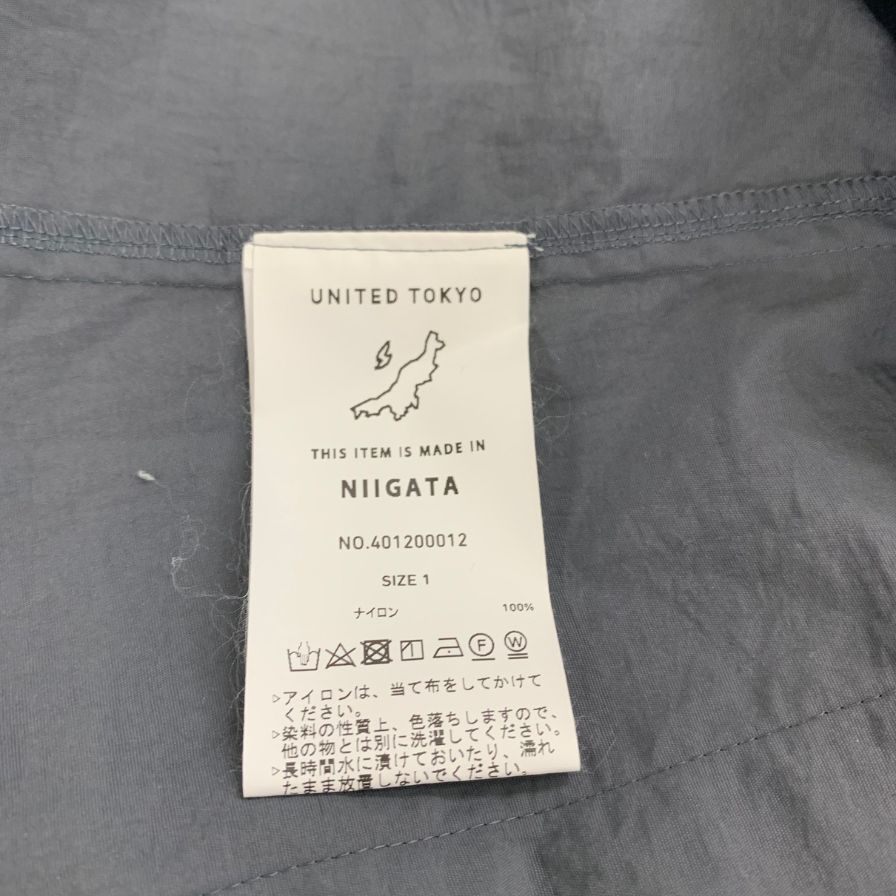 UNITED TOKYO
THIS ITEM IS MADE IN
NIIGATA
NO.401200012
SIZE 1
ナイロン 100%
F W
▷アイロンは、当て布をしてかけて
ください。
▷染料の性質上、色落ちしますので、
他の物とは別に洗濯してください。
▷長時間水に漬けておいたり、濡れ
たまま放置しないでください。